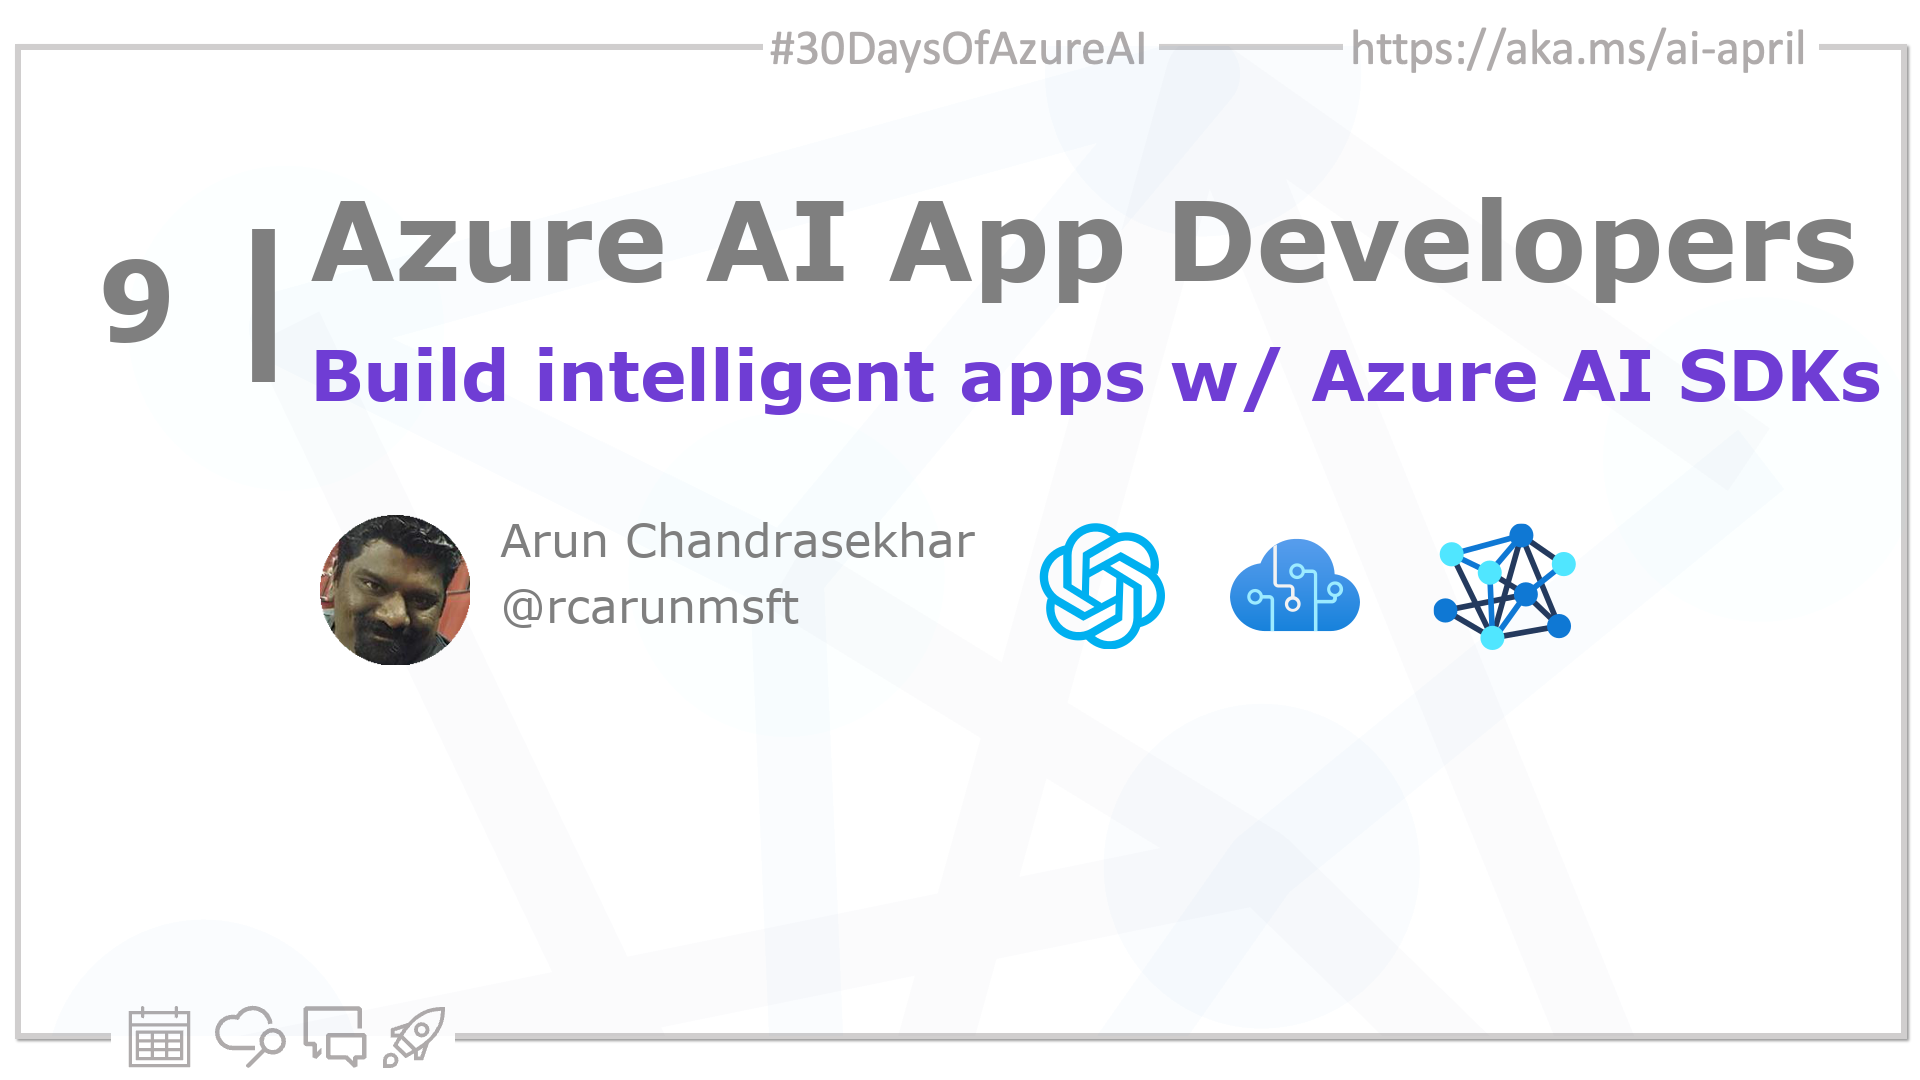 #30DaysOfAzureAI
https://aka.ms/ai-april
9
Azure AI App Developers
Build intelligent apps w/ Azure AI SDKs
Arun Chandrasekhar
@rcarunmsft